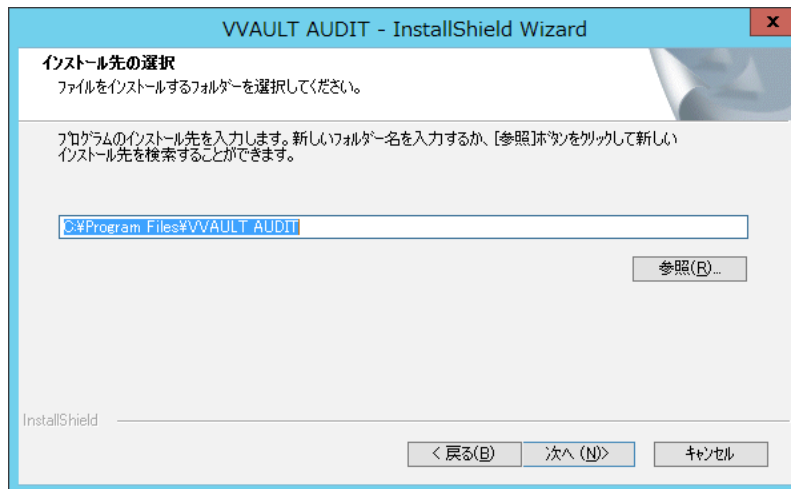 VVAULT AUDIT - InstallShield Wizard
x
インストール先の選択
ファイルをインストールするフォルダーを選択してください。
プログラムのインストール先を入力します。新しいフォルダー名を入力するか、[参照]ボタンをクリックして新しい
インストール先を検索することができます。
C:¥Program Files¥VVAULT AUDIT
参照(R)...
InstallShield
< 戻る(B)
次へ (N)>
キャンセル